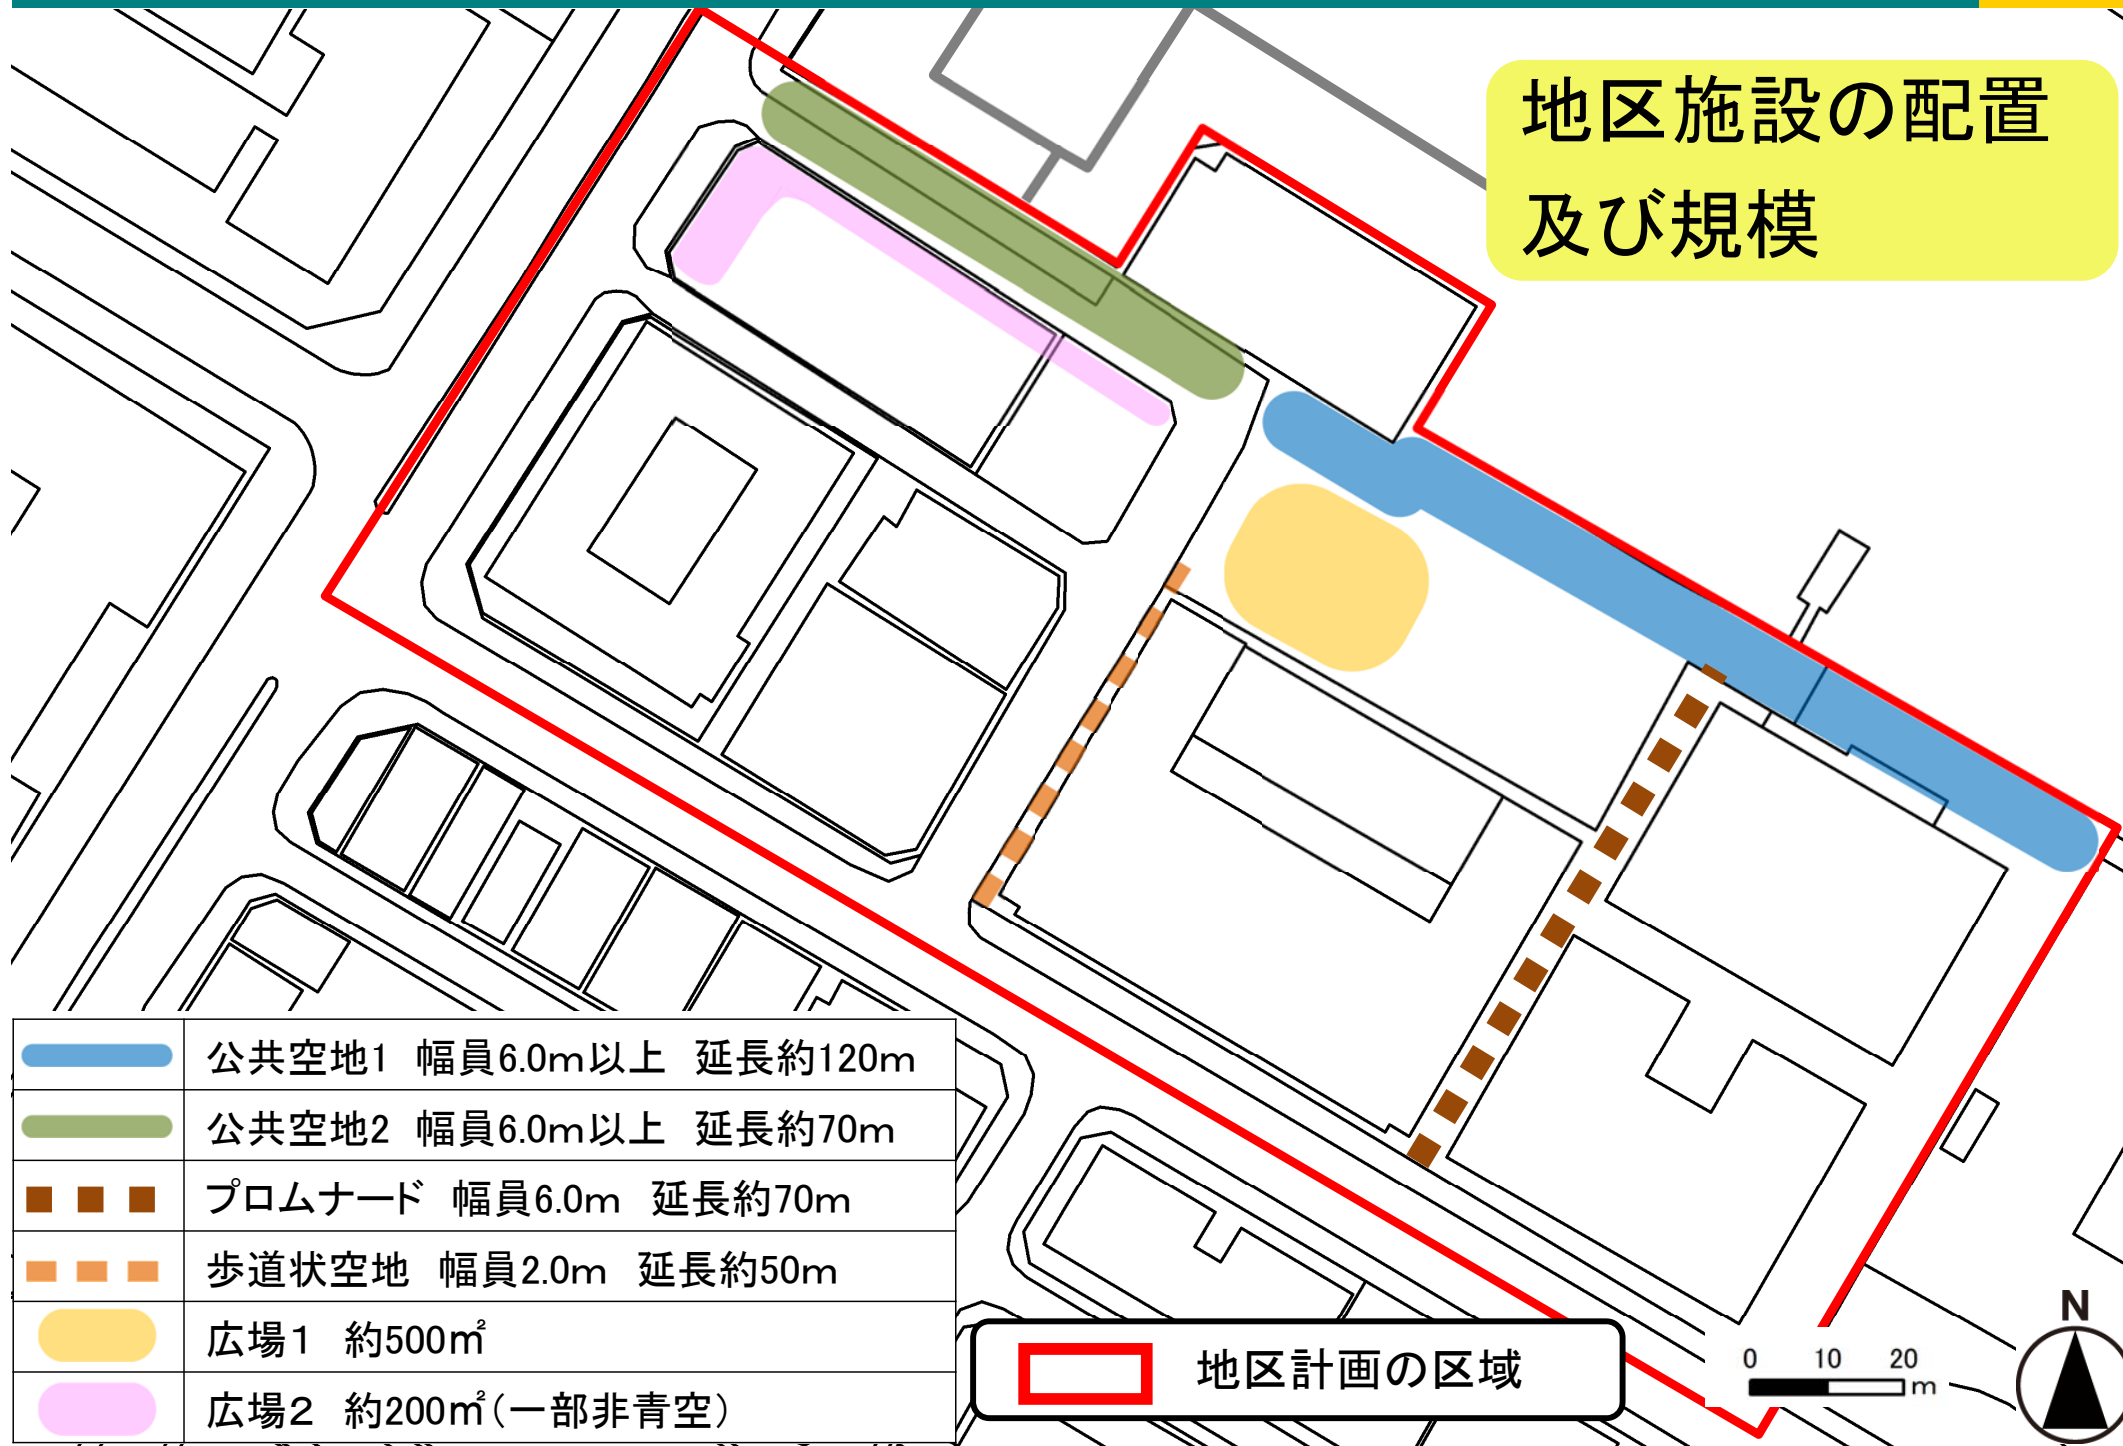 地区施設の配置
及び規模
公共空地1 幅員6.0m以上 延長約120m
公共空地2 幅員6.0m以上 延長約70m
プロムナード 幅員6.0m 延長約70m
歩道状空地 幅員2.0m 延長約50m
広場１ 約500㎡
広場２ 約200㎡(一部非青空)
地区計画の区域
0 10 20
m
N